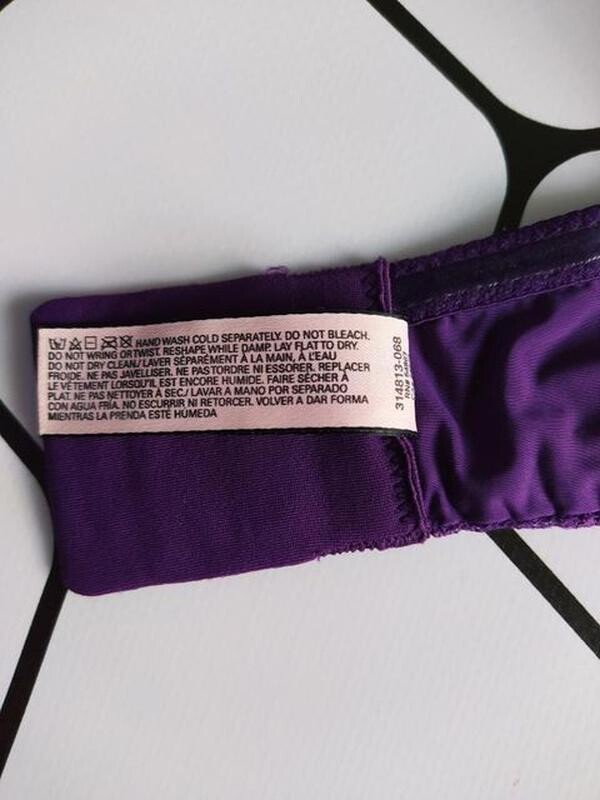 HAND WASH COLD SEPARATELY. DO NOT BLEACH.
DO NOT WRING OR TWIST. RESHAPE WHILE DAMP. LAY FLAT TO DRY.
DO NOT DRY CLEAN./ LAVER SÉPARÉMENT À LA MAIN, À L'EAU
FROIDE. NE PAS JAVELLISER. NE PAS TORDRE NI ESSORER. REPLACER
LE VÊTEMENT LORSQU'IL EST ENCORE HUMIDE. FAIRE SÉCHER À
PLAT. NE PAS NETTOYER À SEC./ LAVAR A MANO POR SEPARADO
CON AGUA FRÍA. NO ESCURRIR NI RETORCER. VOLVER A DAR FORMA
MIENTRAS LA PRENDA ESTÉ HÚMEDA
314813-068
RN#